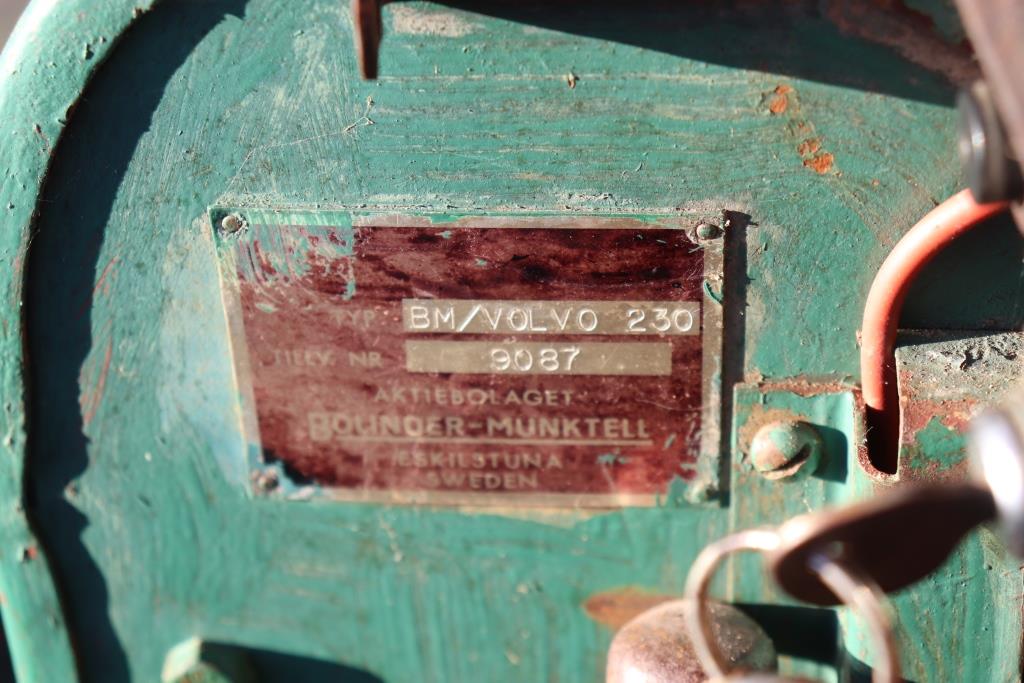 TYP BM/VOLVO 230
TILLV. NR 9087
AKTIEBOLAGET
BOLINDER-MUNKTELL
ESKILSTUNA
SWEDEN